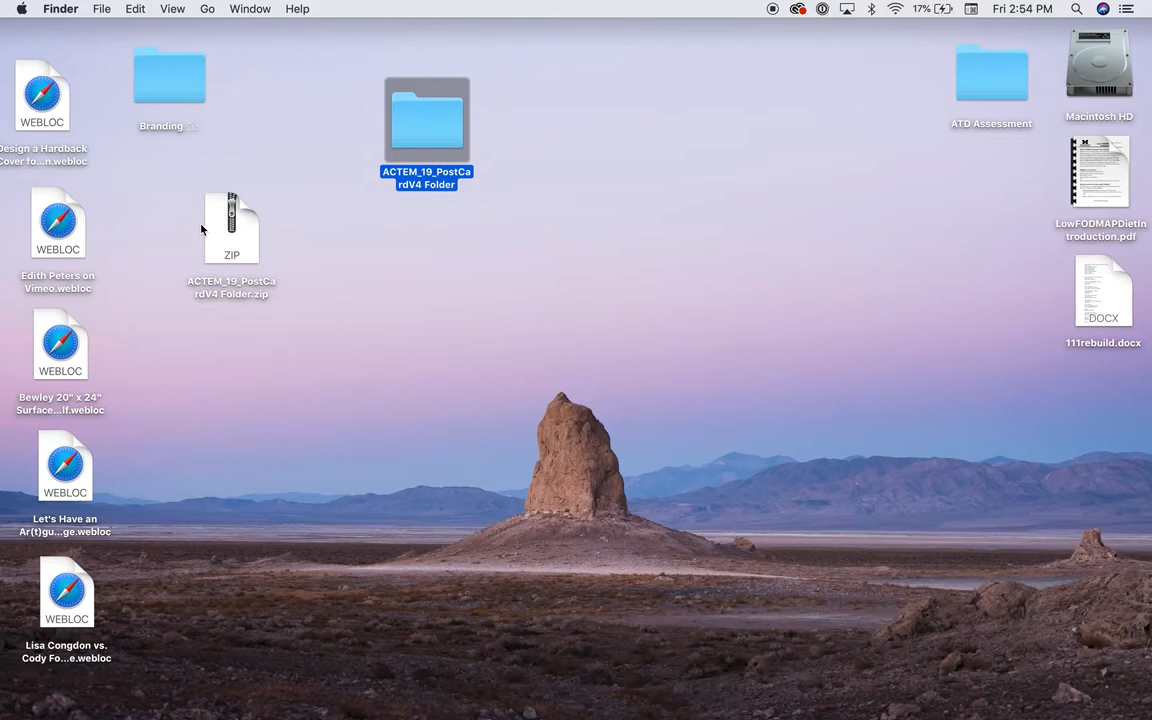 Finder File Edit View Go Window Help
17% Fri 2:54 PM
WEBLOC
Design a Hardback
Cover fo...n.webloc
Branding
ACTEM_19_PostCa
rdV4 Folder
ATD Assessment
Macintosh HD
WEBLOC
Edith Peters on
Vimeo.webloc
ZIP
ACTEM_19_PostCa
rdV4 Folder.zip
LowFODMAPDietIn
troduction.pdf
WEBLOC
Bewley 20" x 24"
Surface...lf.webloc
DOCX
111rebuild.docx
WEBLOC
Let's Have an
Ar(t)gu...ge.webloc
WEBLOC
Lisa Congdon vs.
Cody Fo...e.webloc